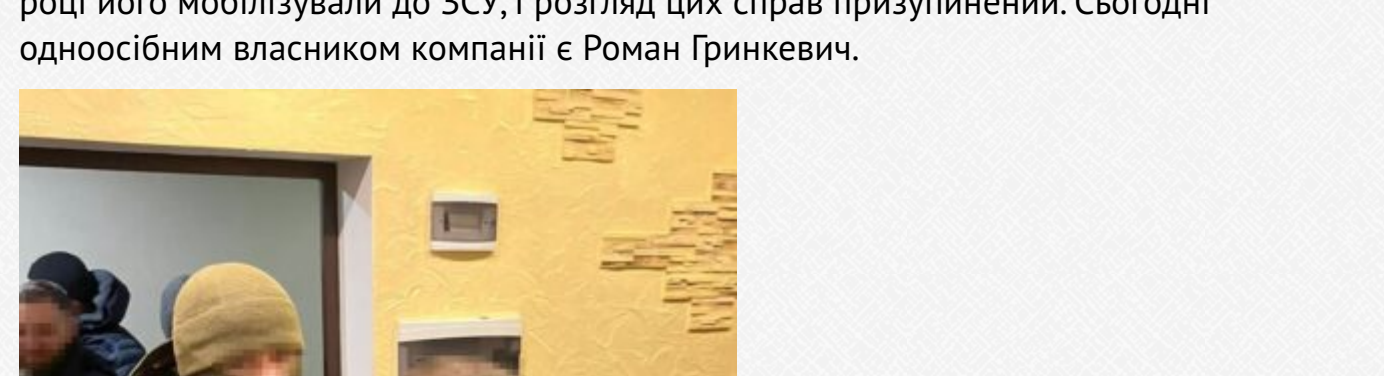 році його мобілізували до ЗСУ, і розгляд цих справ призупинений. Сьогодні
одноосібним власником компанії є Роман Гринкевич.